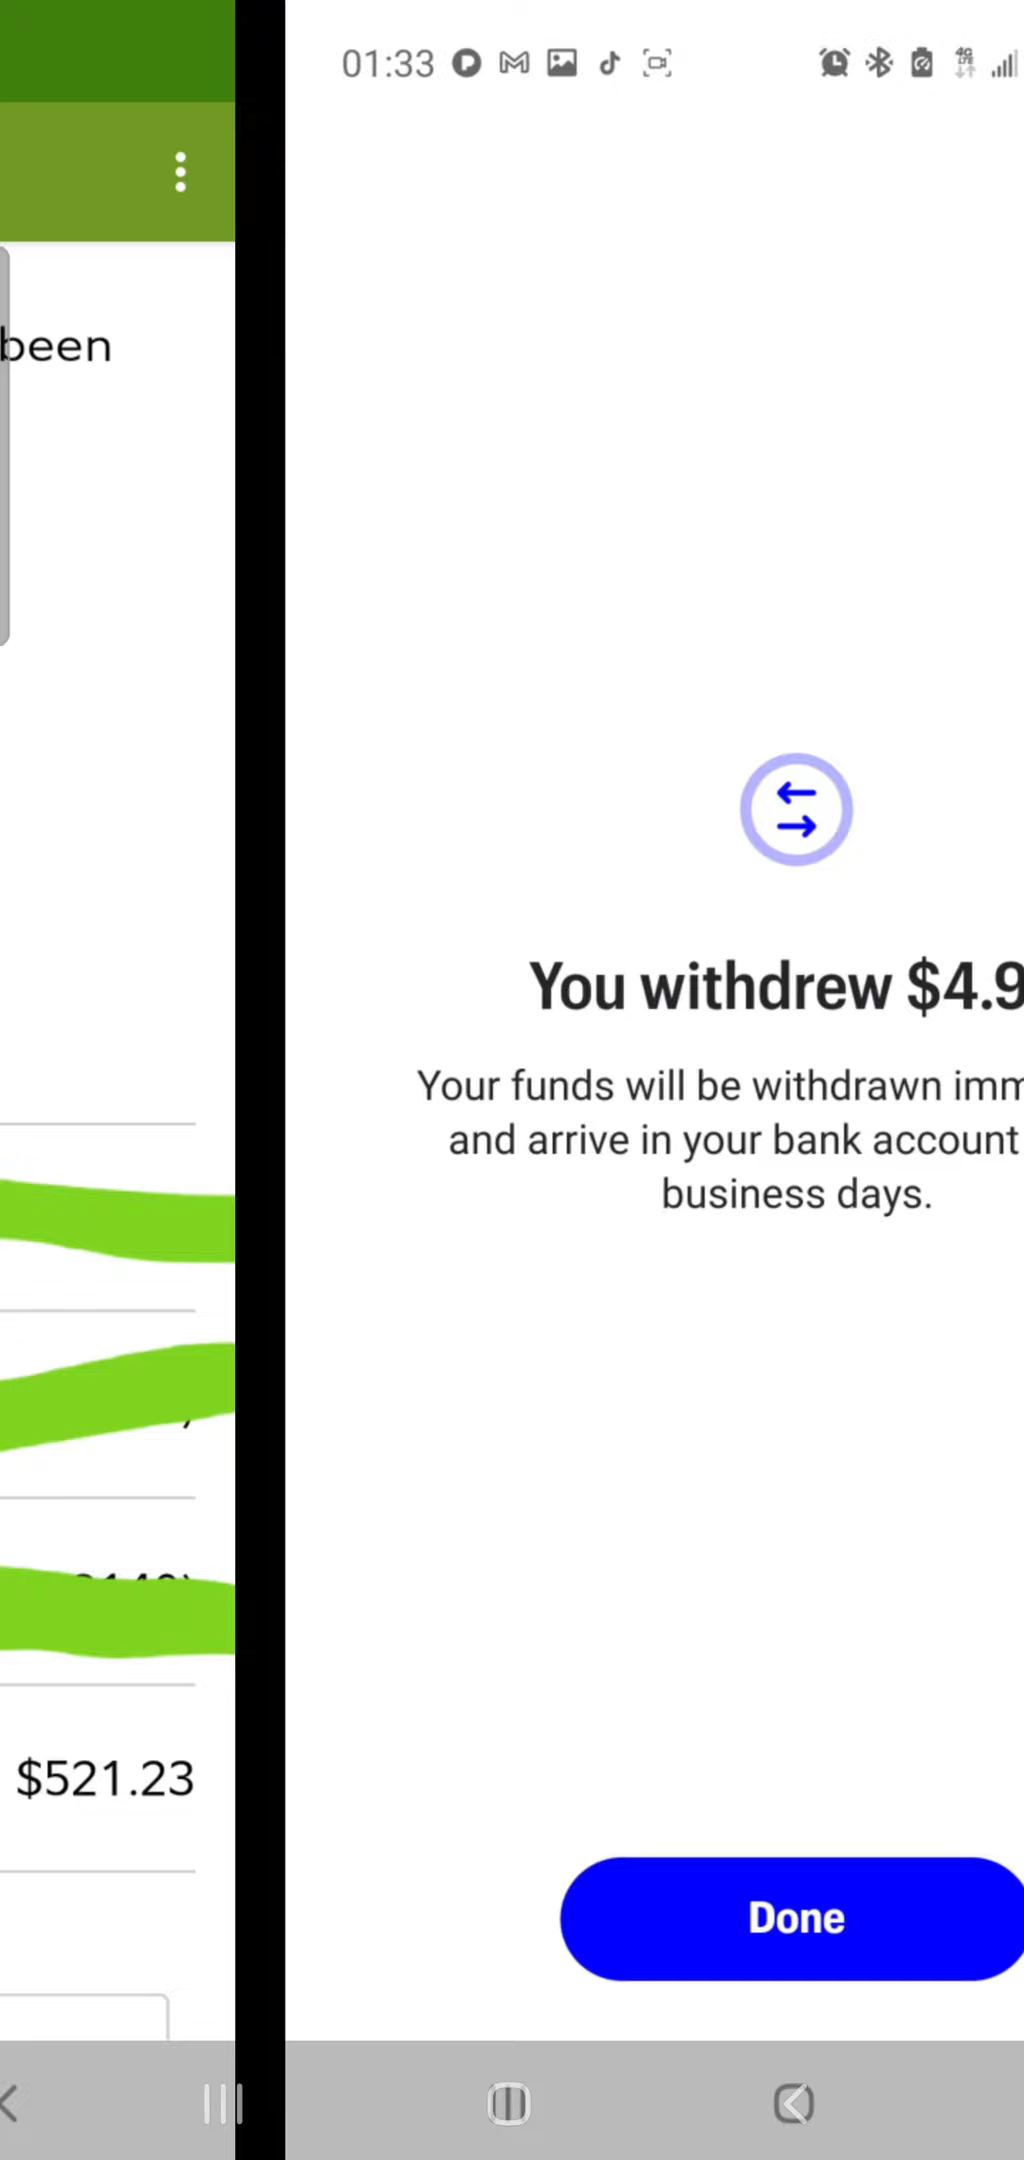 been
$521.23
01:33
You withdrew $4.9
Your funds will be withdrawn imm
and arrive in your bank account
business days.
Done